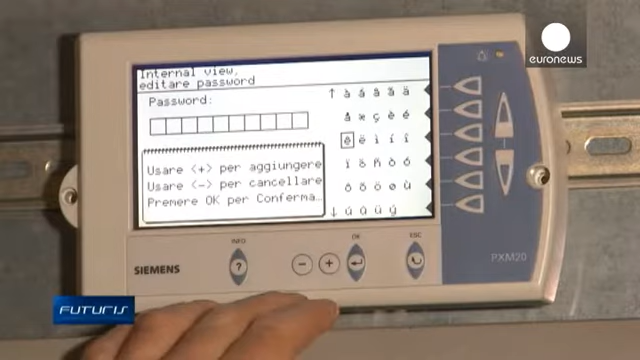 euronews
Internal view,
editare password
Password:
↑ à á â ã ä
å æ ç è é
ê ë ì í î
ï ð ñ ò ó
ô õ ö ø ù
↓ ú û ü ý
Usare <+> per aggiungere
Usare <-> per cancellare
Premere OK per Conferma…
INFO
OK
ESC
?
−
+
SIEMENS
PXM20
FUTURIS